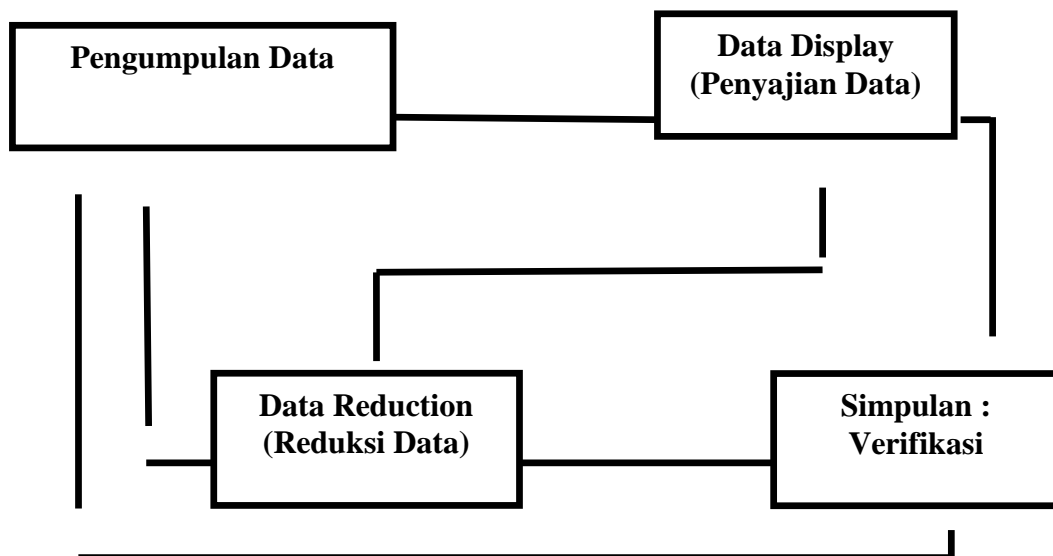 Pengumpulan Data
Data Display
(Penyajian Data)
Data Reduction
(Reduksi Data)
Simpulan :
Verifikasi